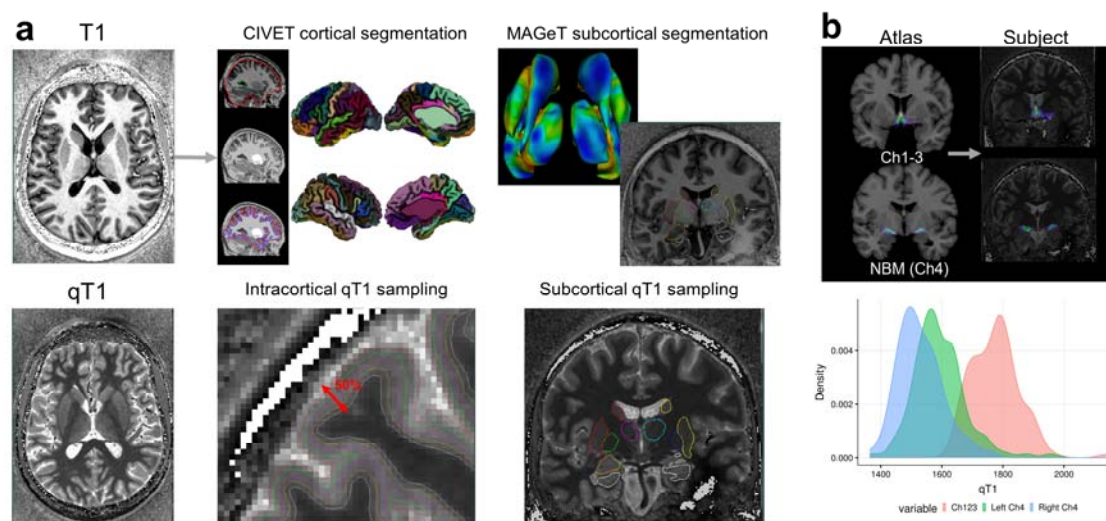 a
T1
CIVET cortical segmentation
MAGeT subcortical segmentation
qT1
Intracortical qT1 sampling
50%
Subcortical qT1 sampling
b
Atlas
Subject
Ch1-3
NBM (Ch4)
Density
0.004
0.002
0.000
1400
1600
1800
2000
qT1
variable
Ch123
Left Ch4
Right Ch4